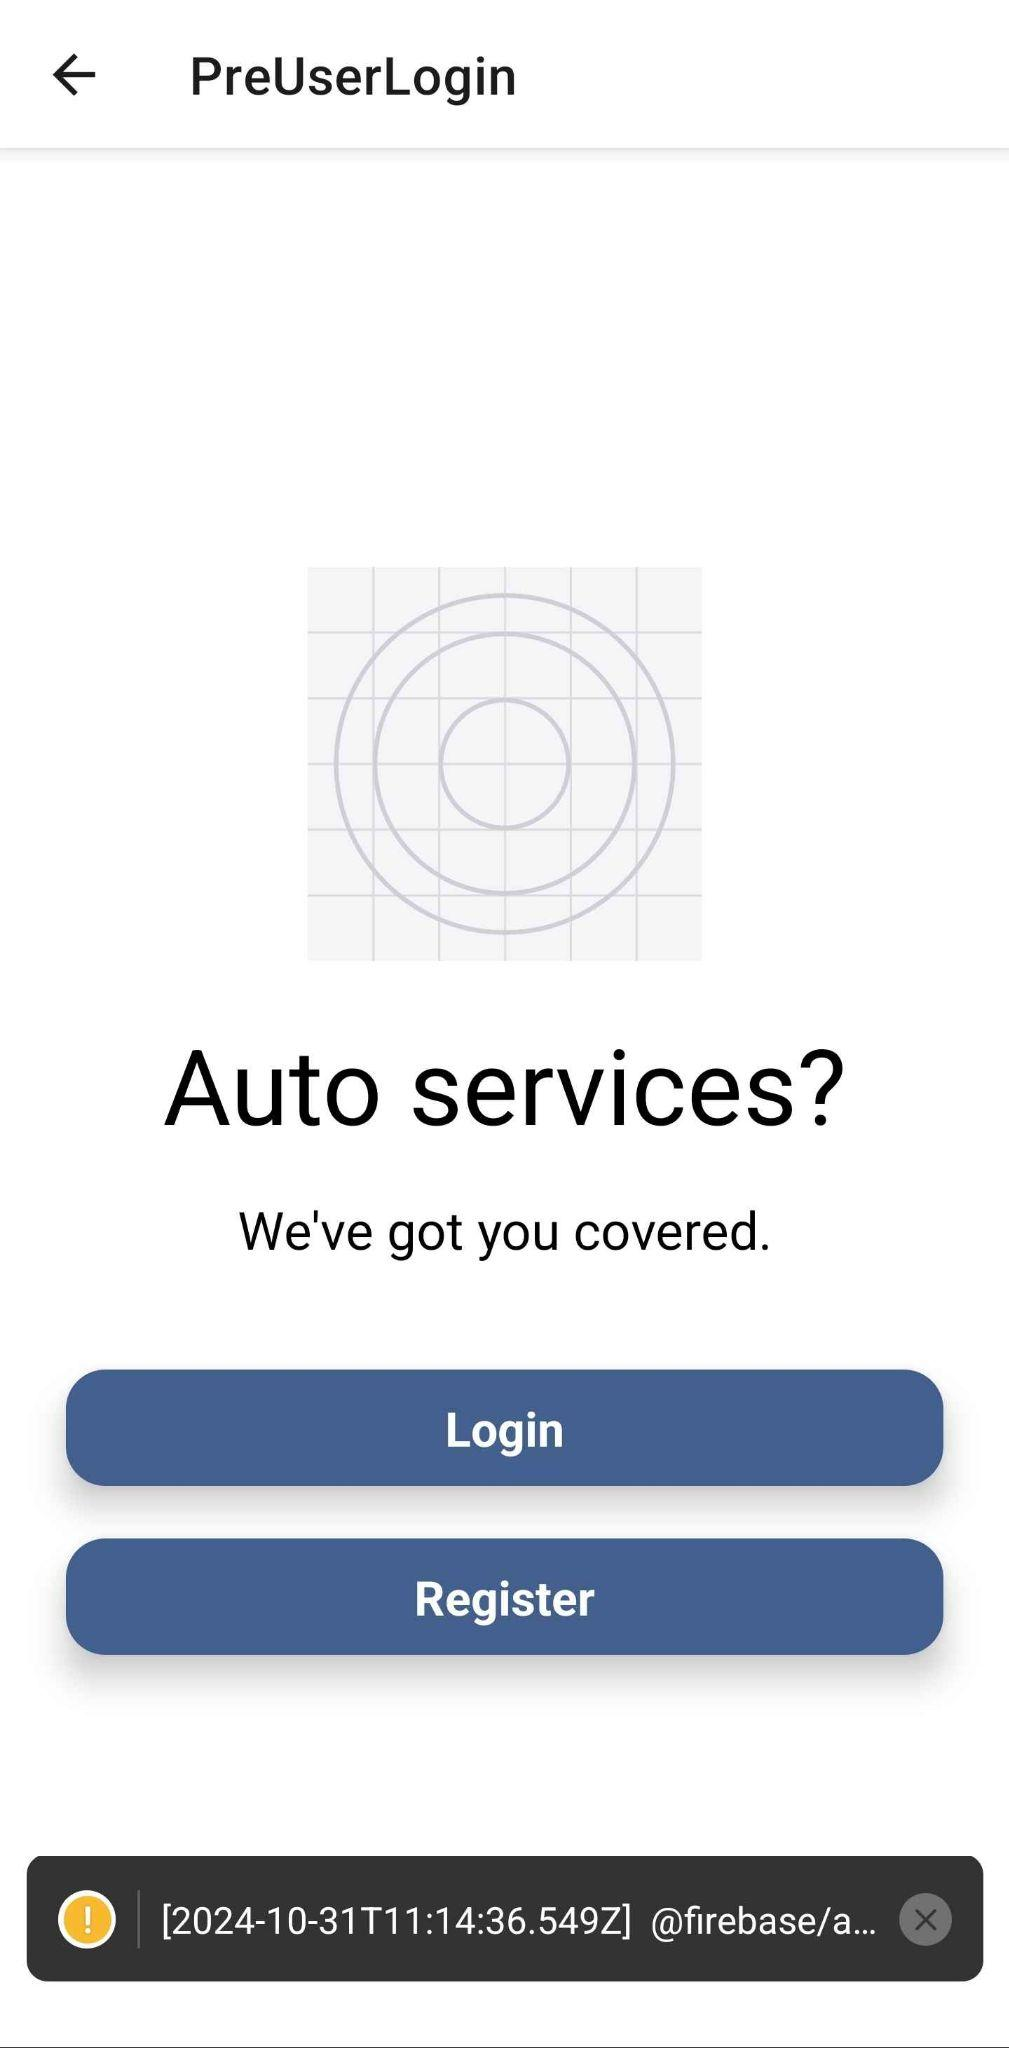 PreUserLogin
Auto services?
We've got you covered.
Login
Register
[2024-10-31T11:14:36.549Z] @firebase/a...